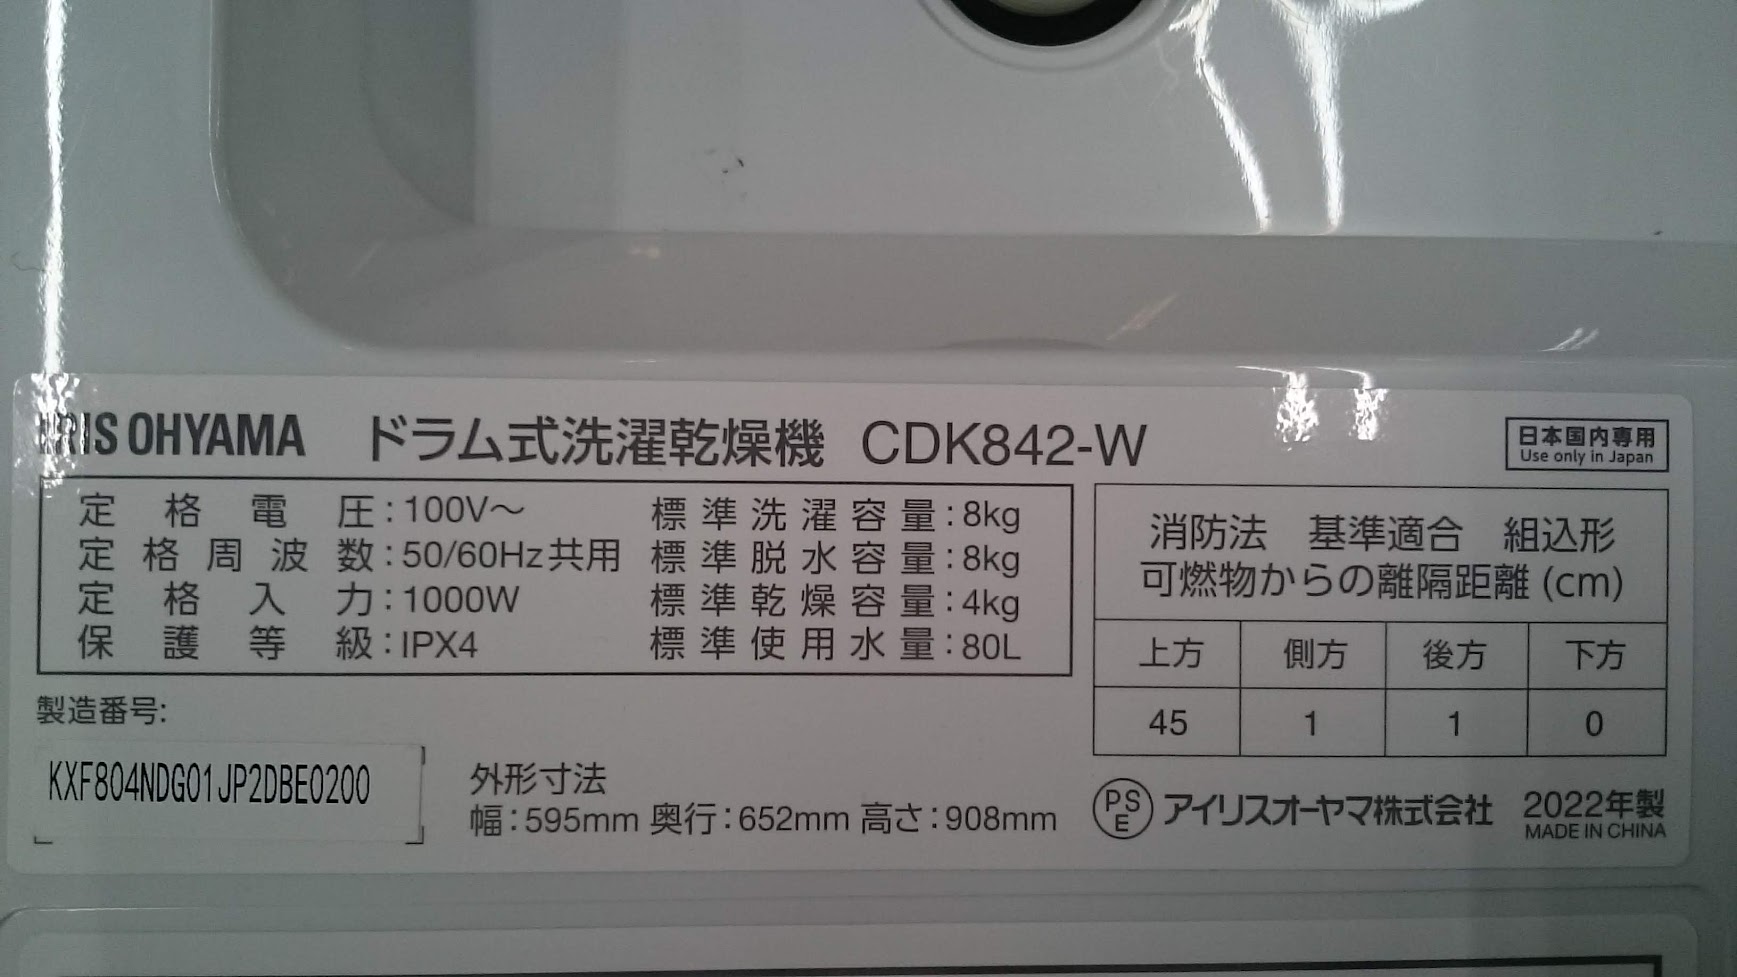 IRIS OHYAMA ドラム式洗濯乾燥機 CDK842-W
日本国内専用
Use only in Japan
定格電圧:100V～ 標準洗濯容量:8kg
定格周波数:50/60Hz共用 標準脱水容量:8kg
定格入力:1000W 標準乾燥容量:4kg
保護等級:IPX4 標準使用水量:80L
消防法 基準適合 組込形
可燃物からの離隔距離(cm)
上方 側方 後方 下方
45 1 1 0
製造番号:
KXF804NDG01JP2DBE0200
外形寸法
幅:595mm 奥行:652mm 高さ:908mm
PSE アイリスオーヤマ株式会社 2022年製
MADE IN CHINA